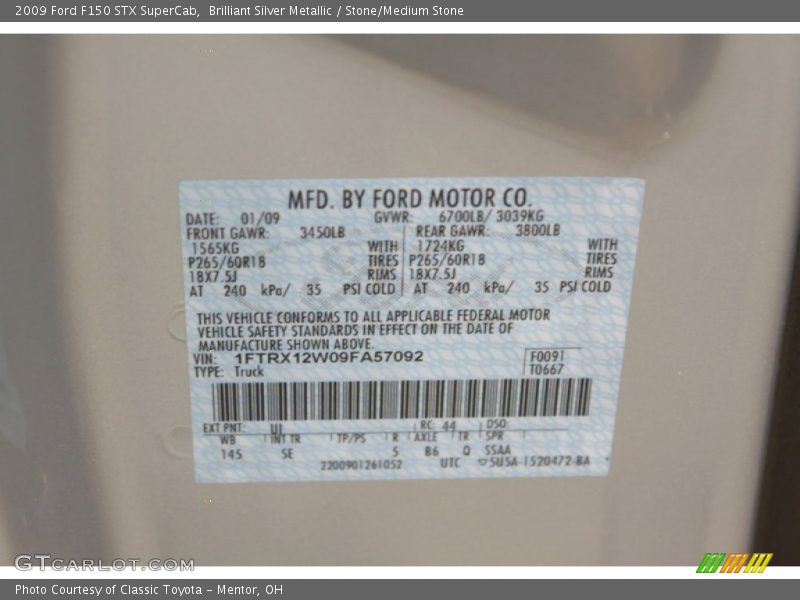 2009 Ford F150 STX SuperCab, Brilliant Silver Metallic / Stone/Medium Stone
MFD. BY FORD MOTOR CO.
DATE: 01/09 GVWR: 6700LB/ 3039KG
FRONT GAWR: 3450LB REAR GAWR: 3800LB
1565KG WITH 1724KG WITH
P265/60R18 TIRES P265/60R18 TIRES
18X7.5J RIMS 18X7.5J RIMS
AT 240 kPa/ 35 PSI COLD AT 240 kPa/ 35 PSI COLD
THIS VEHICLE CONFORMS TO ALL APPLICABLE FEDERAL MOTOR
VEHICLE SAFETY STANDARDS IN EFFECT ON THE DATE OF
MANUFACTURE SHOWN ABOVE.
VIN: 1FTRX12W09FA57092 F0091
TYPE: Truck T0667
EXT PNT: UI RC: 44 DSO:
WB INT TR TP/PS R AXLE TR SPR
145 SE 5 B6 Q SSAA
2200901261052 UTC 5USA-1520472-BA
GTCARLOT.COM
Photo Courtesy of Classic Toyota - Mentor, OH